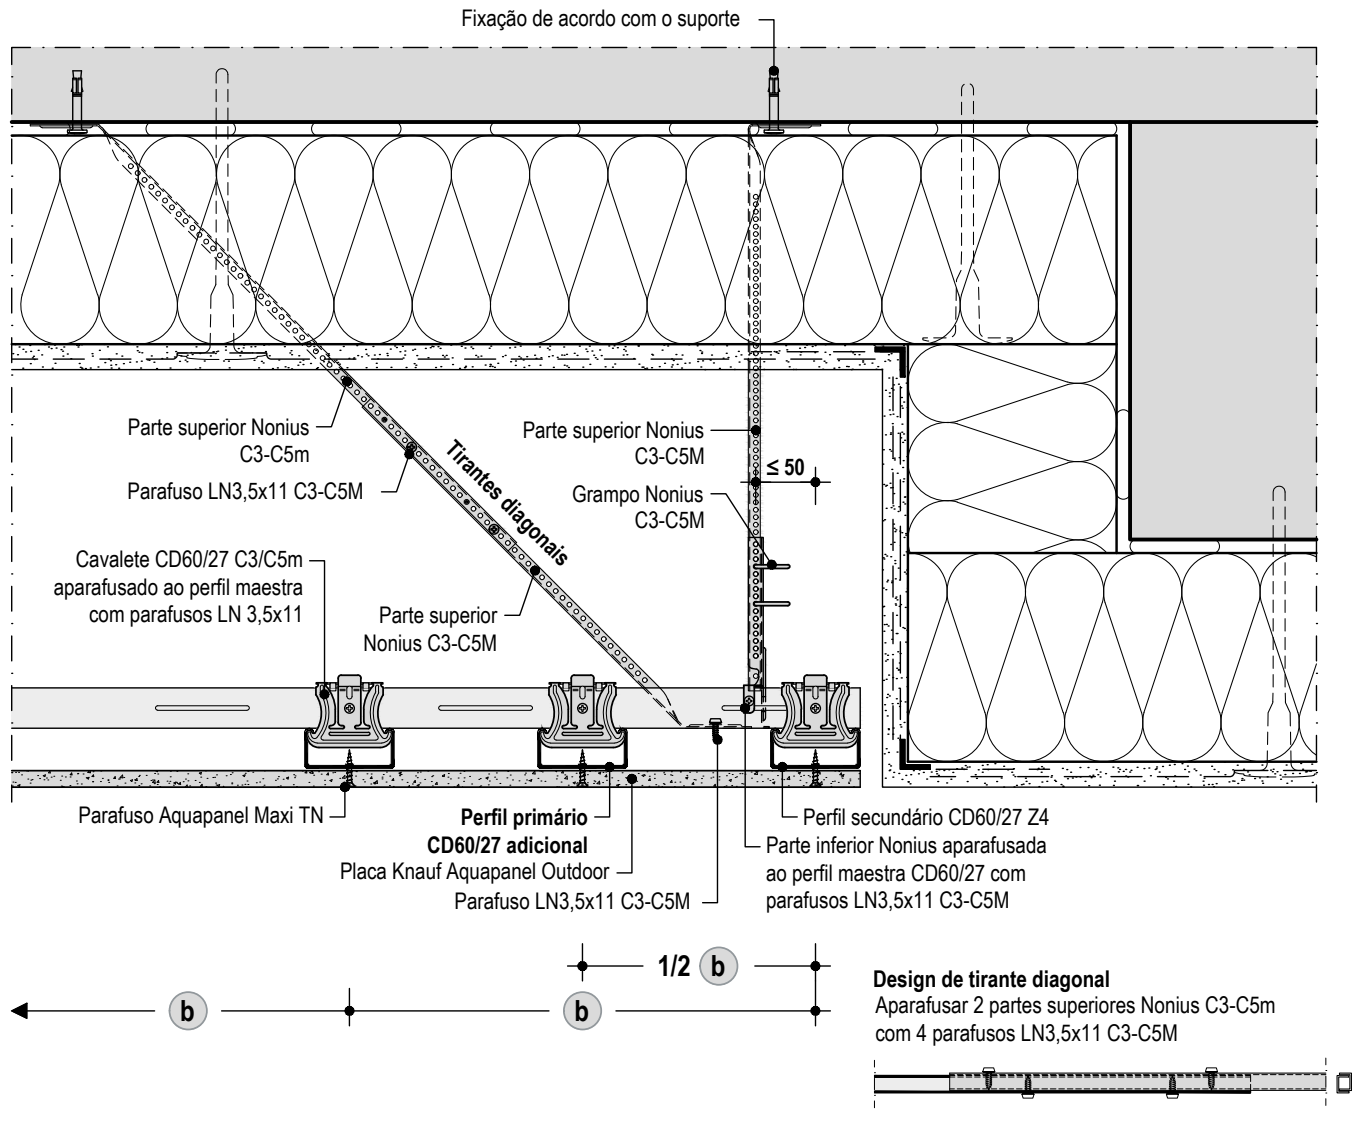 Fixação de acordo com o suporte
Parte superior Nonius
C3-C5m
Parafuso LN3,5x11 C3-C5M
Tirantes diagonais
Parte superior Nonius
C3-C5M
≤ 50
Grampo Nonius
C3-C5M
Cavalete CD60/27 C3/C5m
aparafusado ao perfil maestra
com parafusos LN 3,5x11
Parte superior
Nonius C3-C5M
Parafuso Aquapanel Maxi TN
Perfil primário
CD60/27 adicional
Placa Knauf Aquapanel Outdoor
Parafuso LN3,5x11 C3-C5M
Perfil secundário CD60/27 Z4
Parte inferior Nonius aparafusada
ao perfil maestra CD60/27 com
parafusos LN3,5x11 C3-C5M
1/2 b
b
b
Design de tirante diagonal
Aparafusar 2 partes superiores Nonius C3-C5m
com 4 parafusos LN3,5x11 C3-C5M